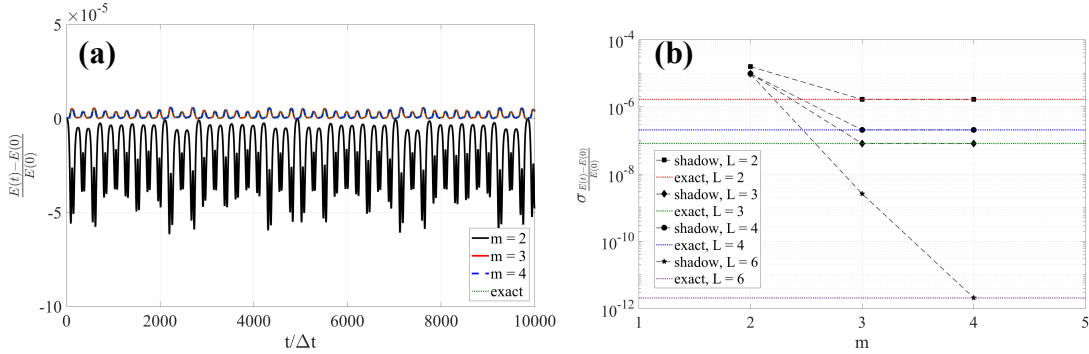 ×10⁻⁵
(a)
5
0
-5
-10
E(t)−E(0)
E(0)
m = 2
m = 3
m = 4
exact
0
2000
4000
6000
8000
10000
t/Δt
(b)
10⁻⁴
10⁻⁶
10⁻⁸
10⁻¹⁰
10⁻¹²
σ E(t)−E(0)
E(0)
shadow, L = 2
exact, L = 2
shadow, L = 3
exact, L = 3
shadow, L = 4
exact, L = 4
shadow, L = 6
exact, L = 6
1
2
3
4
5
m